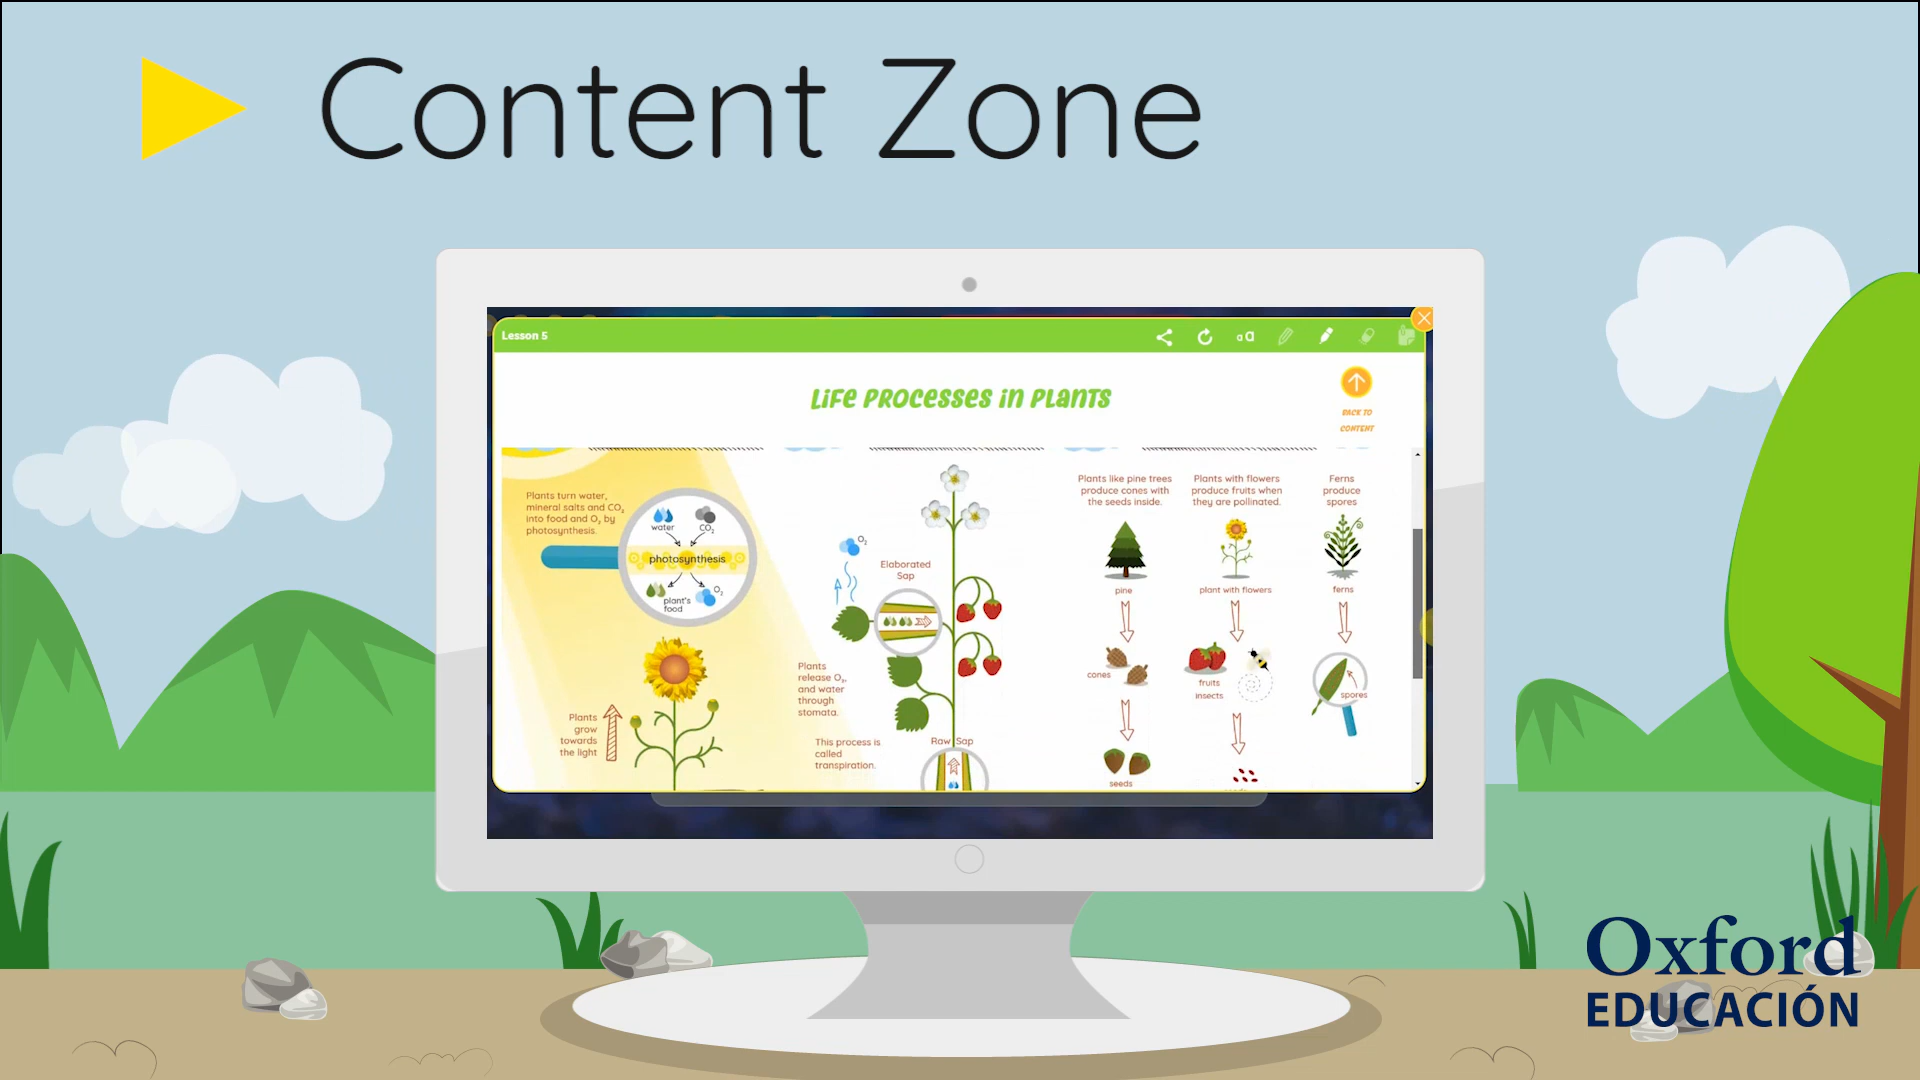 Content Zone
Lesson 5
aa
LIFE PROCESSES IN PLANTS
BACK TO
CONTENT
Plants turn water,
mineral salts and CO₂
into food and O₂ by
photosynthesis.
water
CO₂
photosynthesis
plant's
food
O₂
Plants
grow
towards
the light
O₂
Elaborated
Sap
Plants
release O₂,
and water
through
stomata.
This process is
called
transpiration.
Raw Sap
Plants like pine trees
produce cones with
the seeds inside.
pine
cones
seeds
Plants with flowers
produce fruits when
they are pollinated.
plant with flowers
fruits
insects
Ferns
produce
spores
ferns
spores
Oxford
EDUCACIÓN